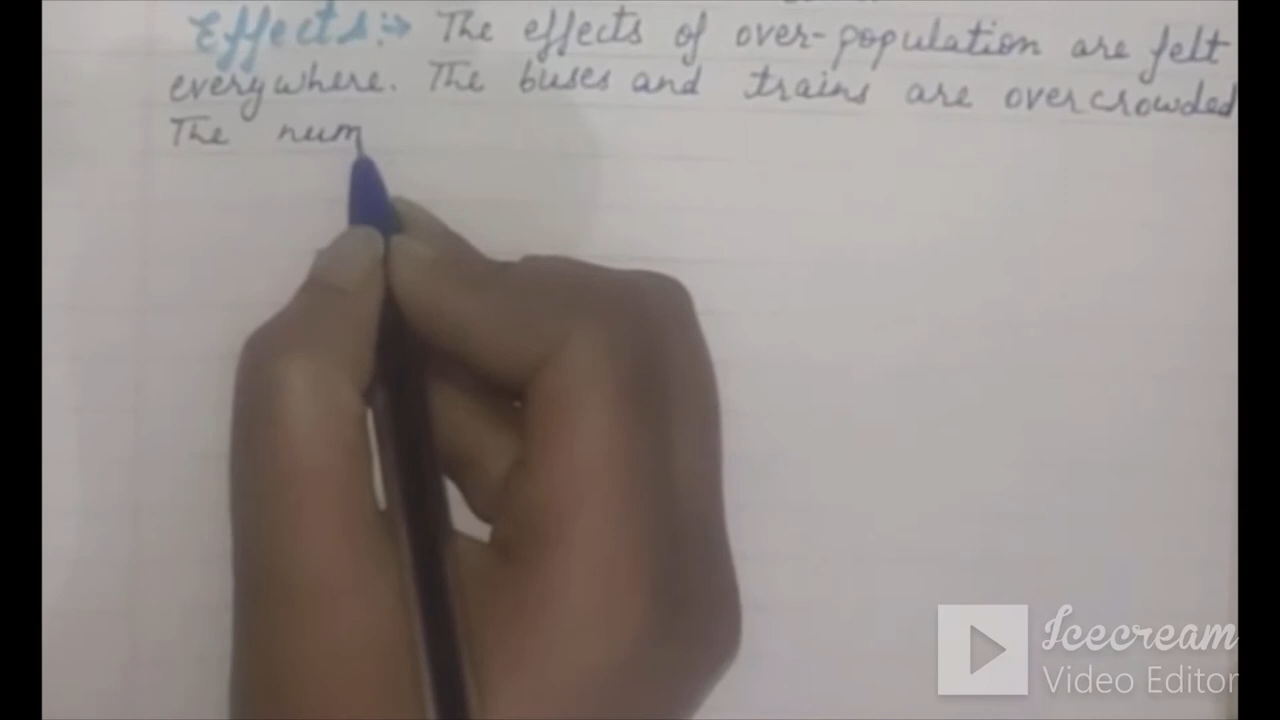 Effects:→ The effects of over-population are felt
everywhere. The buses and trains are overcrowded
The num
Icecream
Video Editor